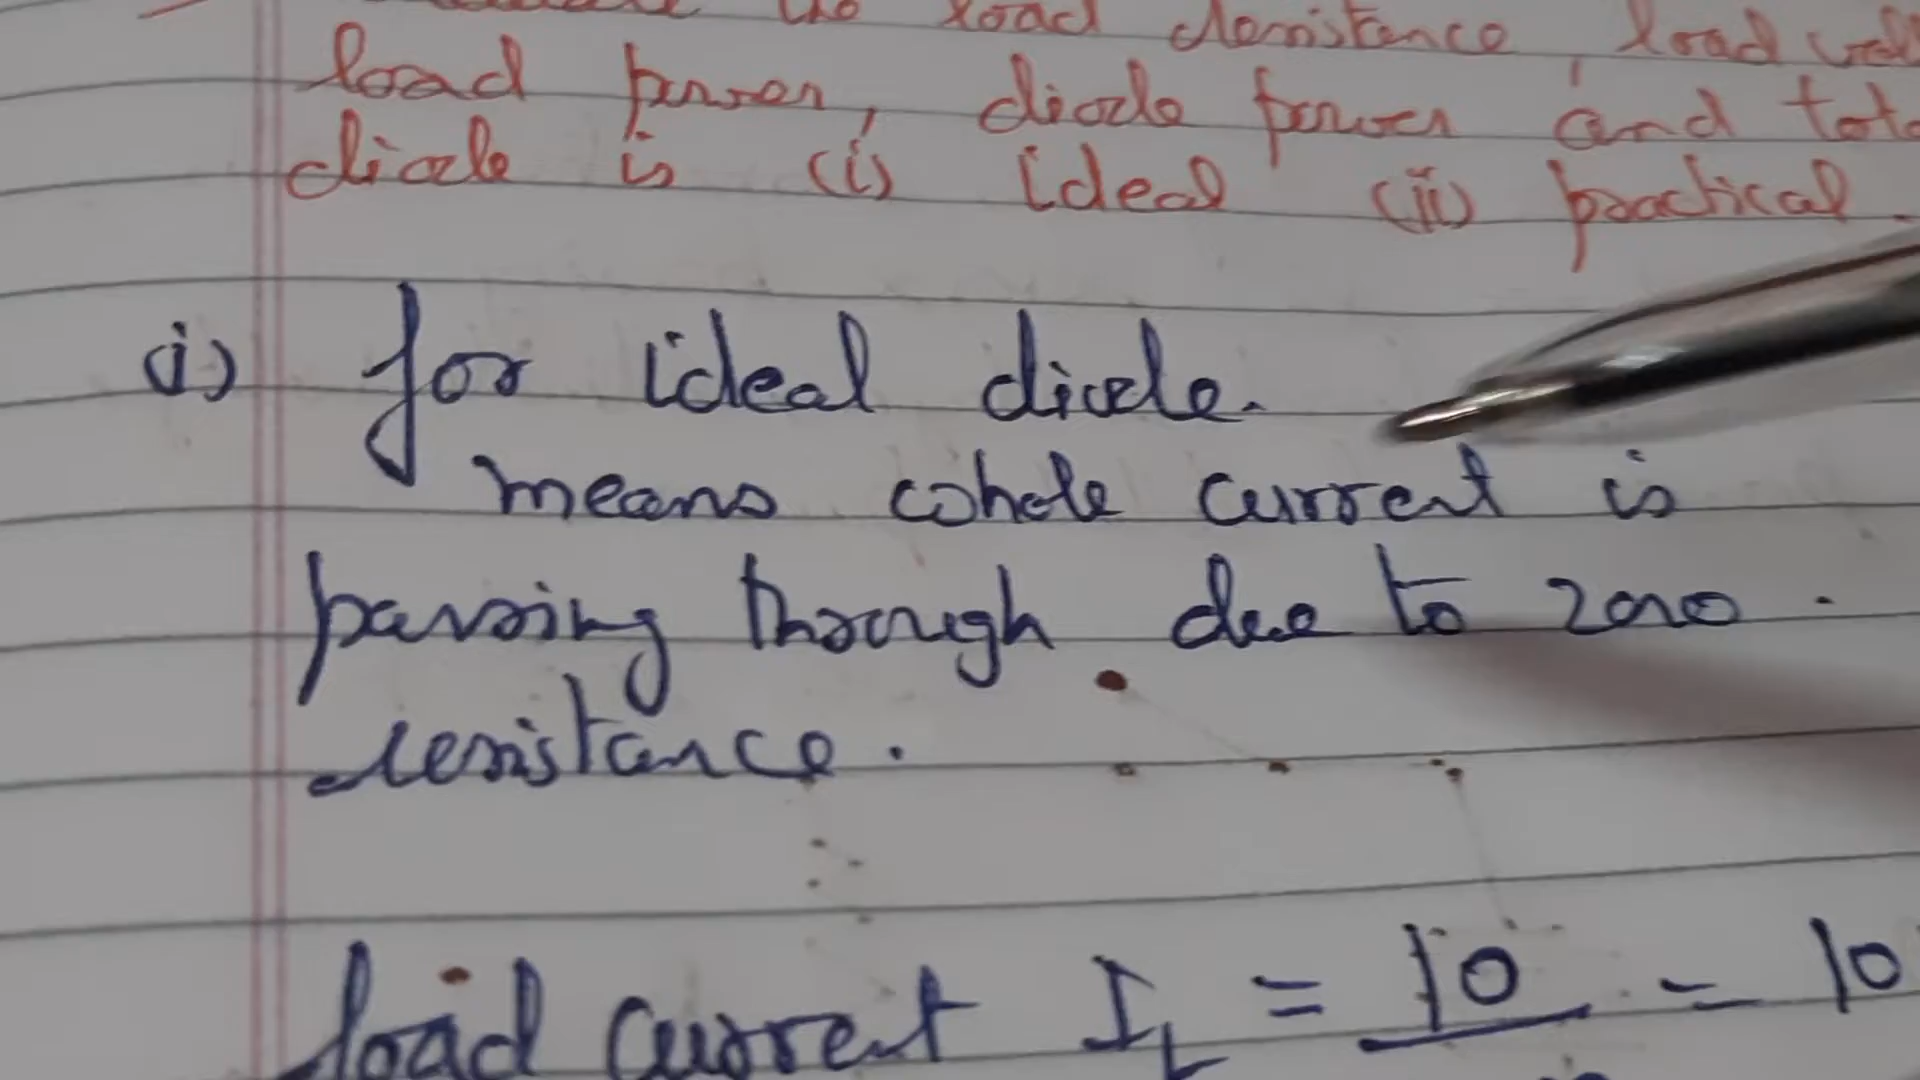 the load resistance, load
load power, diode power and
diode is (i) Ideal (ii) practical.
(i) for ideal diode.
means whole current is
passing through due to zero.
resistance.
load current I_L = 10 = 10